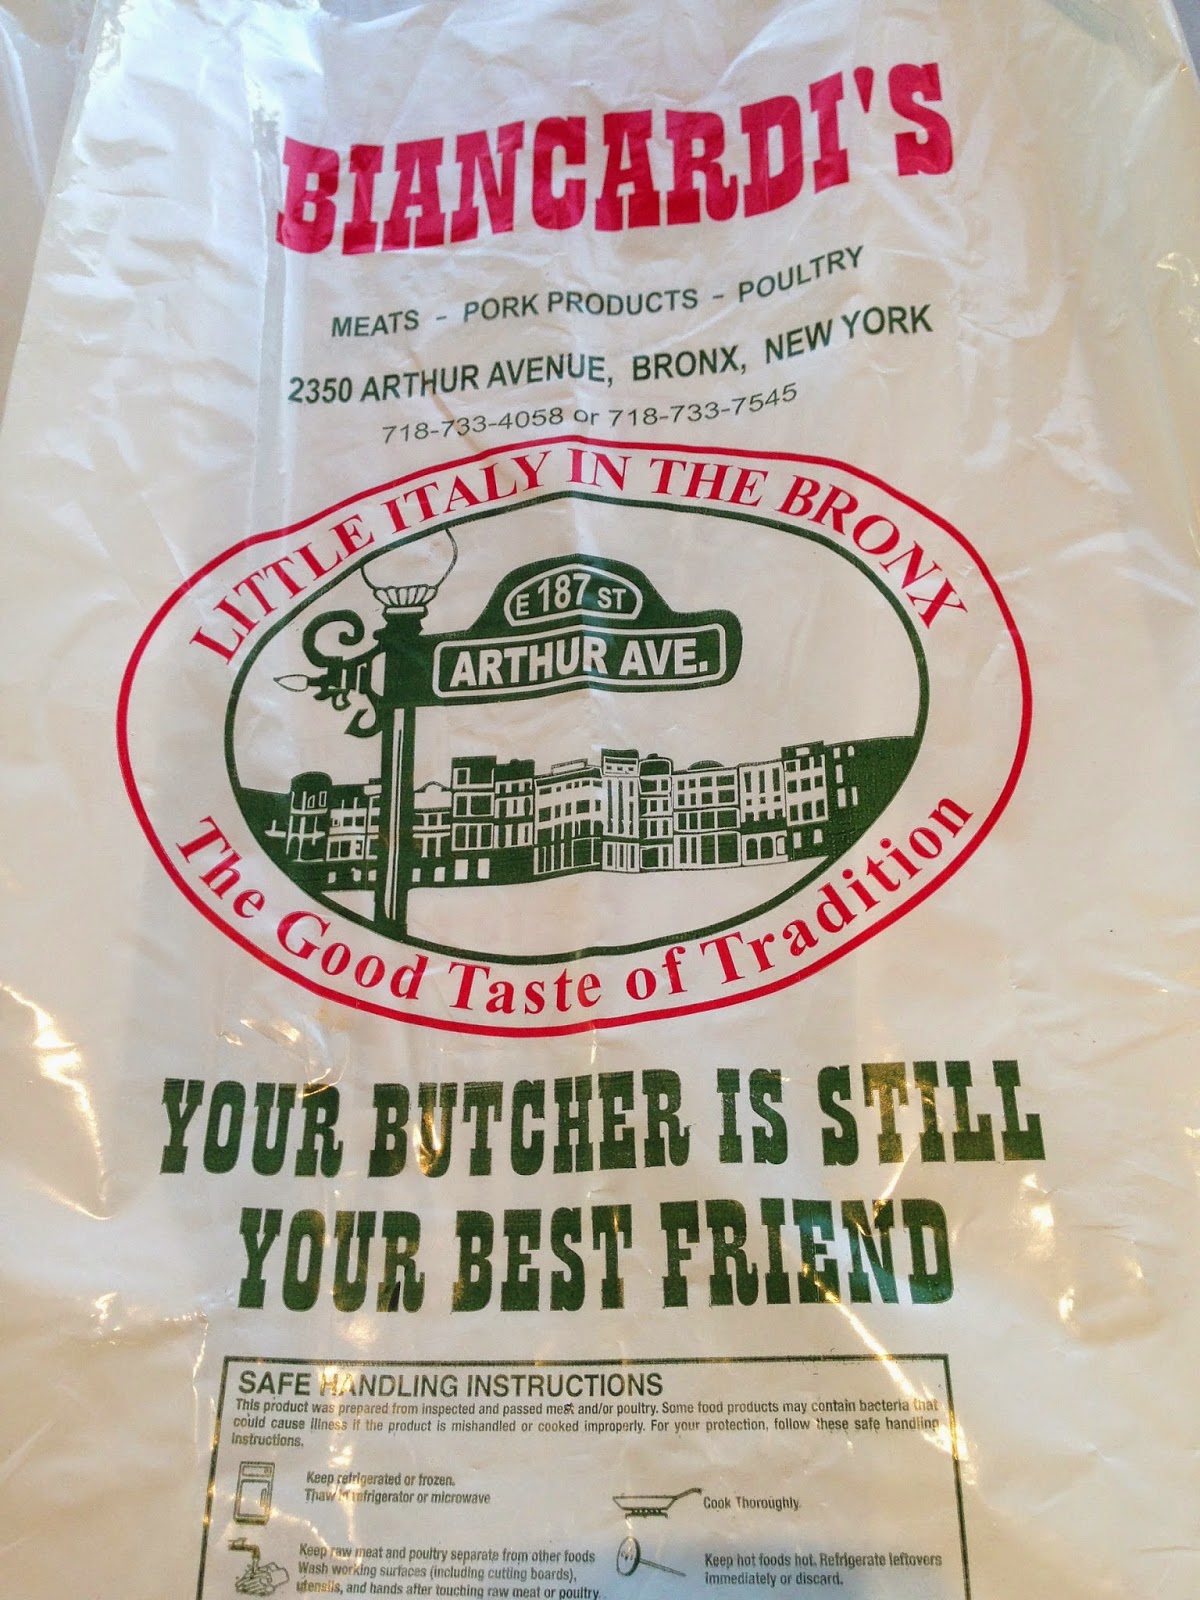 BIANCARDI'S
MEATS - PORK PRODUCTS - POULTRY
2350 ARTHUR AVENUE, BRONX, NEW YORK
718-733-4058 or 718-733-7545
LITTLE ITALY IN THE BRONX
E 187 ST
ARTHUR AVE.
The Good Taste of Tradition
YOUR BUTCHER IS STILL
YOUR BEST FRIEND
SAFE HANDLING INSTRUCTIONS
This product was prepared from inspected and passed meat and/or poultry. Some food products may contain bacteria that
could cause illness if the product is mishandled or cooked improperly. For your protection, follow these safe handling
instructions.
Keep refrigerated or frozen.
Thaw in refrigerator or microwave
Cook Thoroughly.
Keep raw meat and poultry separate from other foods
Wash working surfaces (including cutting boards),
utensils, and hands after touching raw meat or poultry.
Keep hot foods hot. Refrigerate leftovers
immediately or discard.